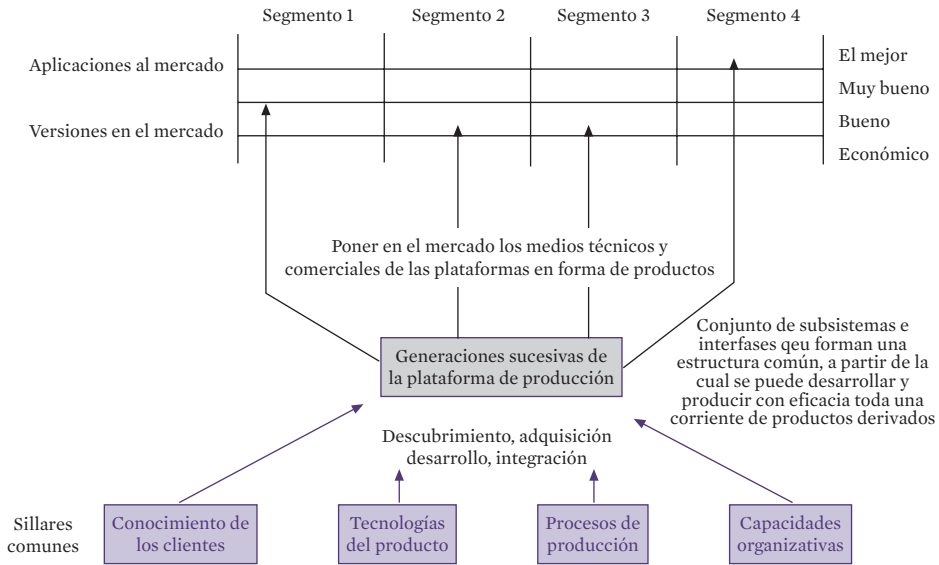 Segmento 1
Segmento 2
Segmento 3
Segmento 4
Aplicaciones al mercado
Versiones en el mercado
El mejor
Muy bueno
Bueno
Económico
Poner en el mercado los medios técnicos y
comerciales de las plataformas en forma de productos
Generaciones sucesivas de
la plataforma de producción
Conjunto de subsistemas e
interfases qeu forman una
estructura común, a partir de la
cual se puede desarrollar y
producir con eficacia toda una
corriente de productos derivados
Descubrimiento, adquisición
desarrollo, integración
Sillares
comunes
Conocimiento de
los clientes
Tecnologías
del producto
Procesos de
producción
Capacidades
organizativas